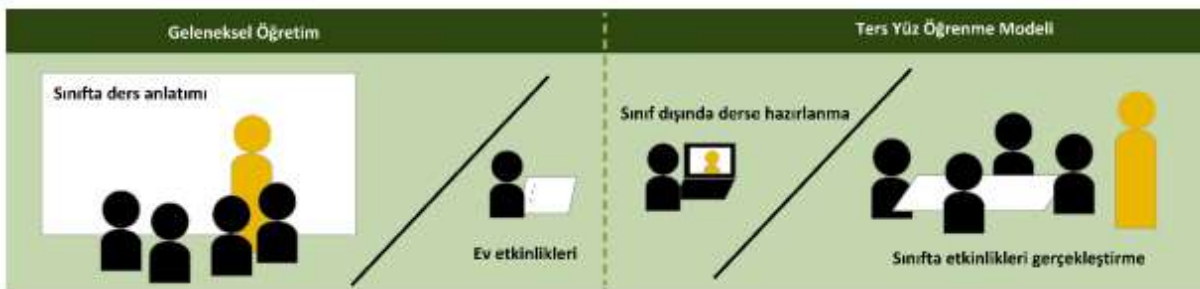 Geleneksel Öğretim
Ters Yüz Öğrenme Modeli
Sınıfta ders anlatımı
Ev etkinlikleri
Sınıf dışında derse hazırlanma
Sınıfta etkinlikleri gerçekleştirme